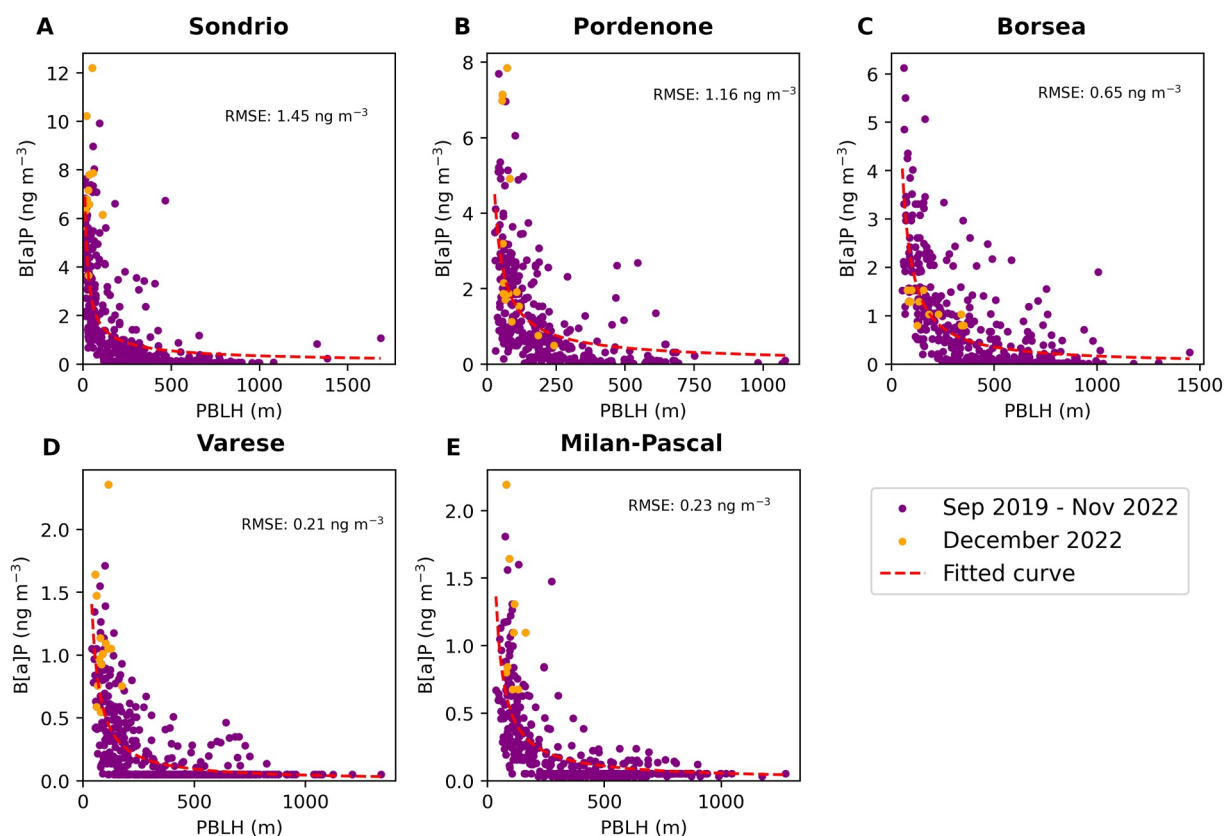 A Sondrio
RMSE: 1.45 ng m⁻³
B[a]P (ng m⁻³)
12
10
8
6
4
2
0
0 500 1000 1500
PBLH (m)
B Pordenone
RMSE: 1.16 ng m⁻³
B[a]P (ng m⁻³)
8
6
4
2
0
0 250 500 750 1000
PBLH (m)
C Borsea
RMSE: 0.65 ng m⁻³
B[a]P (ng m⁻³)
6
5
4
3
2
1
0
0 500 1000 1500
PBLH (m)
D Varese
RMSE: 0.21 ng m⁻³
B[a]P (ng m⁻³)
2.0
1.5
1.0
0.5
0.0
0 500 1000
PBLH (m)
E Milan-Pascal
RMSE: 0.23 ng m⁻³
B[a]P (ng m⁻³)
2.0
1.5
1.0
0.5
0.0
0 500 1000
PBLH (m)
Sep 2019 - Nov 2022
December 2022
Fitted curve